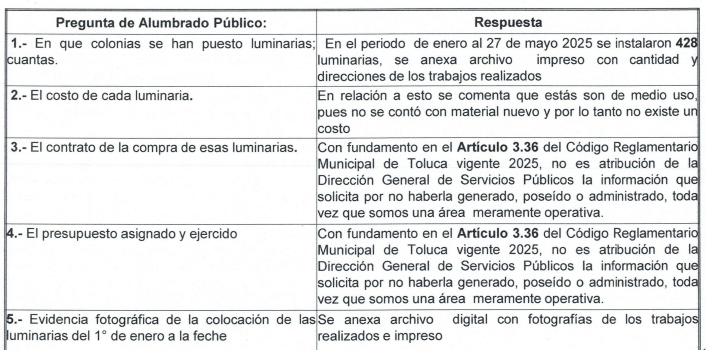 Pregunta de Alumbrado Público:
Respuesta
1.- En que colonias se han puesto luminarias;
cuantas.
En el periodo de enero al 27 de mayo 2025 se instalaron 428
luminarias, se anexa archivo impreso con cantidad y
direcciones de los trabajos realizados
2.- El costo de cada luminaria.
En relación a esto se comenta que estás son de medio uso,
pues no se contó con material nuevo y por lo tanto no existe un
costo
3.- El contrato de la compra de esas luminarias.
Con fundamento en el Artículo 3.36 del Código Reglamentario
Municipal de Toluca vigente 2025, no es atribución de la
Dirección General de Servicios Públicos la información que
solicita por no haberla generado, poseído o administrado, toda
vez que somos una área meramente operativa.
4.- El presupuesto asignado y ejercido
Con fundamento en el Artículo 3.36 del Código Reglamentario
Municipal de Toluca vigente 2025, no es atribución de la
Dirección General de Servicios Públicos la información que
solicita por no haberla generado, poseído o administrado, toda
vez que somos una área meramente operativa.
5.- Evidencia fotográfica de la colocación de las
luminarias del 1° de enero a la feche
Se anexa archivo digital con fotografías de los trabajos
realizados e impreso